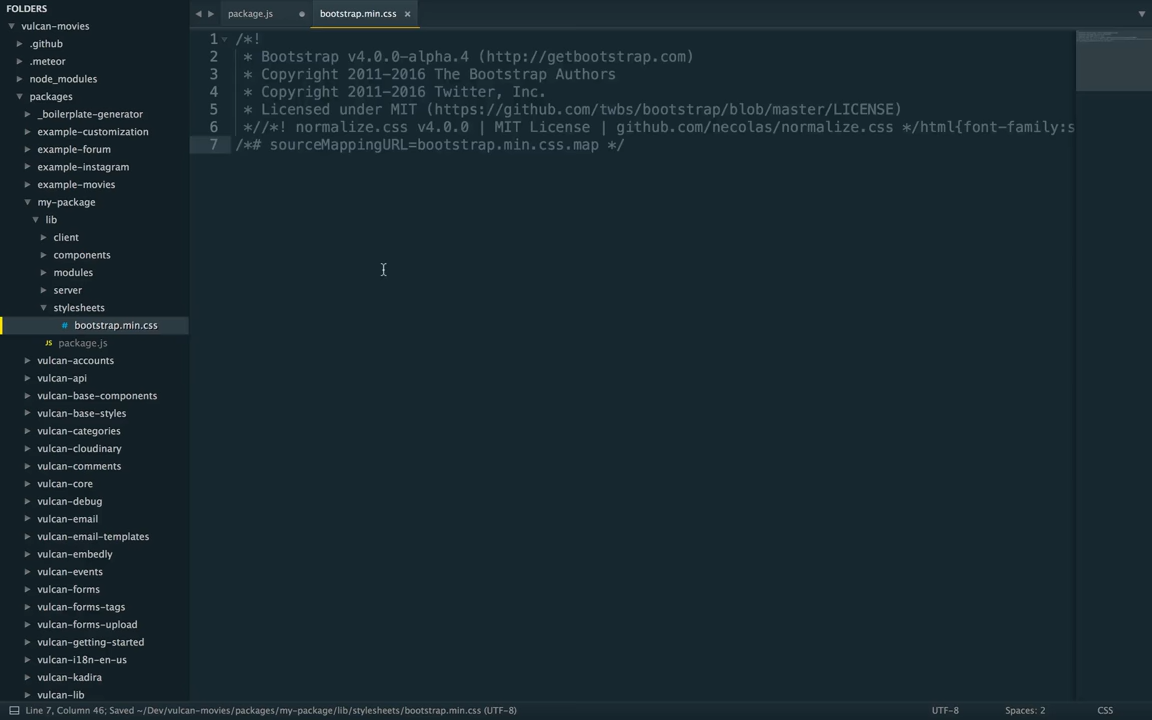 FOLDERS
vulcan-movies
.github
.meteor
node_modules
packages
_boilerplate-generator
example-customization
example-forum
example-instagram
example-movies
my-package
lib
client
components
modules
server
stylesheets
# bootstrap.min.css
JS package.js
vulcan-accounts
vulcan-api
vulcan-base-components
vulcan-base-styles
vulcan-categories
vulcan-cloudinary
vulcan-comments
vulcan-core
vulcan-debug
vulcan-email
vulcan-email-templates
vulcan-embedly
vulcan-events
vulcan-forms
vulcan-forms-tags
vulcan-forms-upload
vulcan-getting-started
vulcan-i18n-en-us
vulcan-kadira
vulcan-lib
package.js
bootstrap.min.css ×
1 /*!
2 * Bootstrap v4.0.0-alpha.4 (http://getbootstrap.com)
3 * Copyright 2011-2016 The Bootstrap Authors
4 * Copyright 2011-2016 Twitter, Inc.
5 * Licensed under MIT (https://github.com/twbs/bootstrap/blob/master/LICENSE)
6 *//*! normalize.css v4.0.0 | MIT License | github.com/necolas/normalize.css */html{font-family:s
7 /*# sourceMappingURL=bootstrap.min.css.map */
Line 7, Column 46; Saved ~/Dev/vulcan-movies/packages/my-package/lib/stylesheets/bootstrap.min.css (UTF-8)
UTF-8
Spaces: 2
CSS